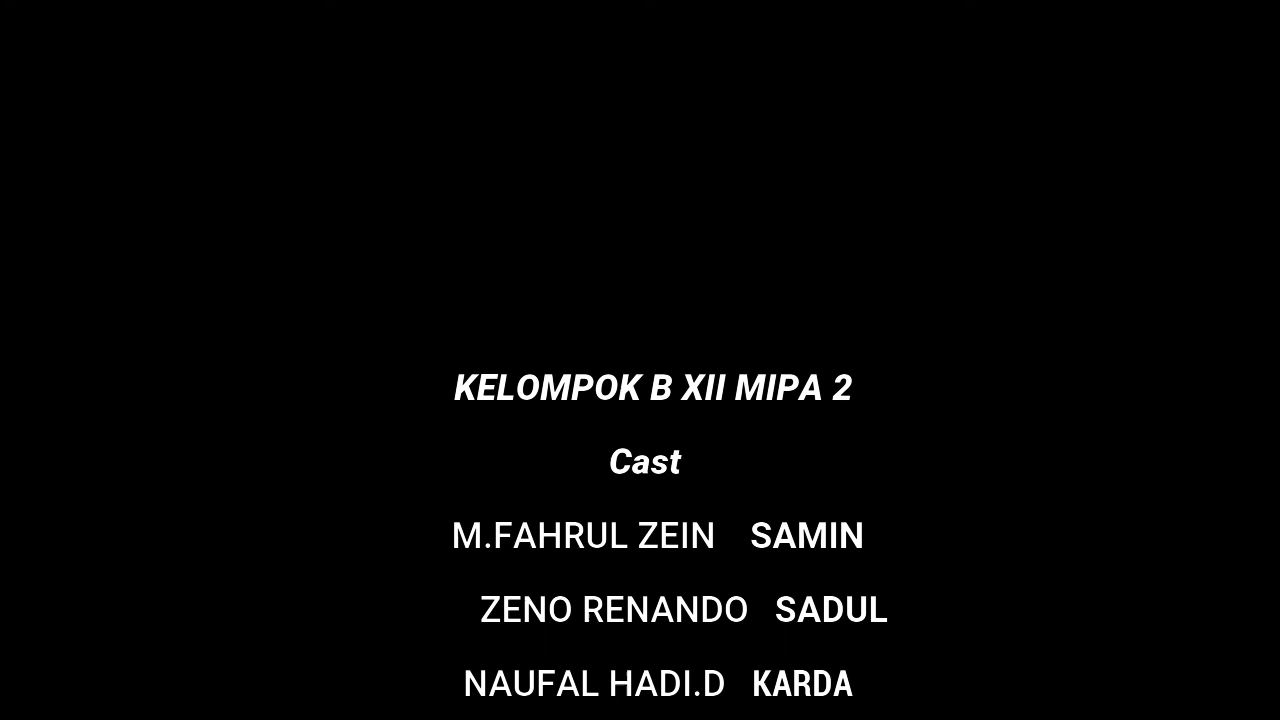 KELOMPOK B XII MIPA 2
Cast
M.FAHRUL ZEIN SAMIN
ZENO RENANDO SADUL
NAUFAL HADI.D KARDA